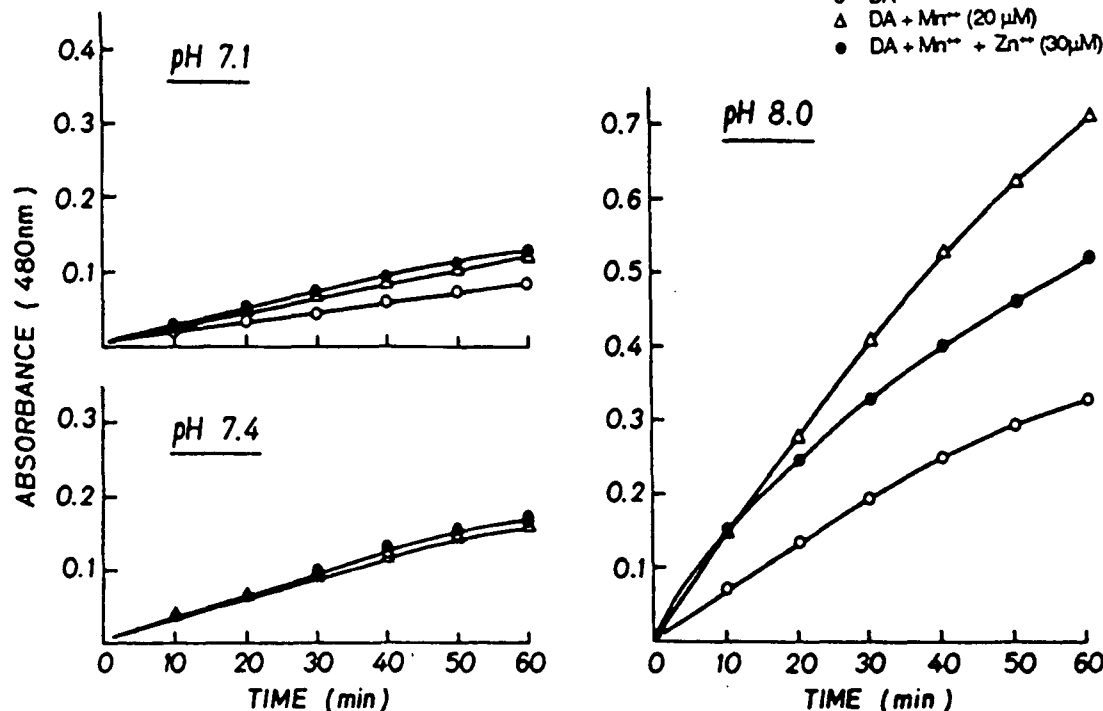 ○ DA
△ DA + Mn⁺⁺ (20 μM)
● DA + Mn⁺⁺ + Zn⁺⁺ (30μM)
pH 7.1
0.4
0.3
0.2
0.1
pH 7.4
0.3
0.2
0.1
0 10 20 30 40 50 60
TIME (min)
ABSORBANCE (480nm)
pH 8.0
0.7
0.6
0.5
0.4
0.3
0.2
0.1
0 10 20 30 40 50 60
TIME (min)